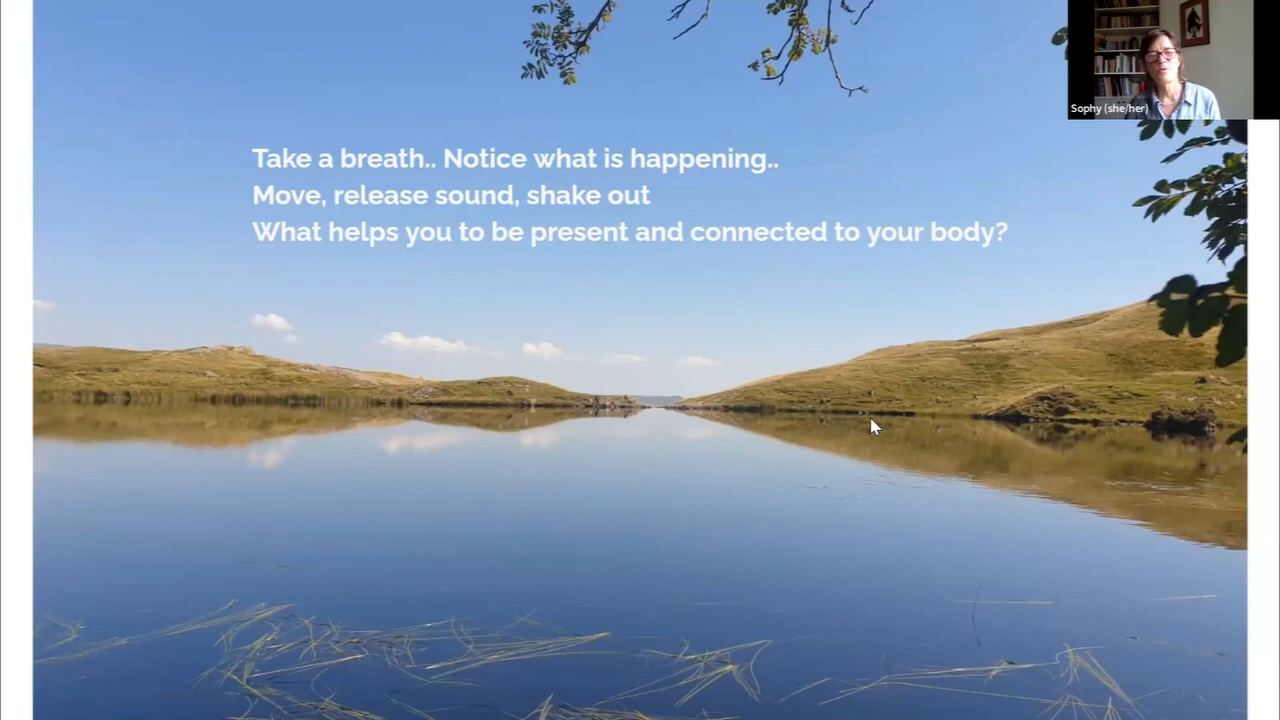 Sophy (she/her)
Take a breath.. Notice what is happening..
Move, release sound, shake out
What helps you to be present and connected to your body?